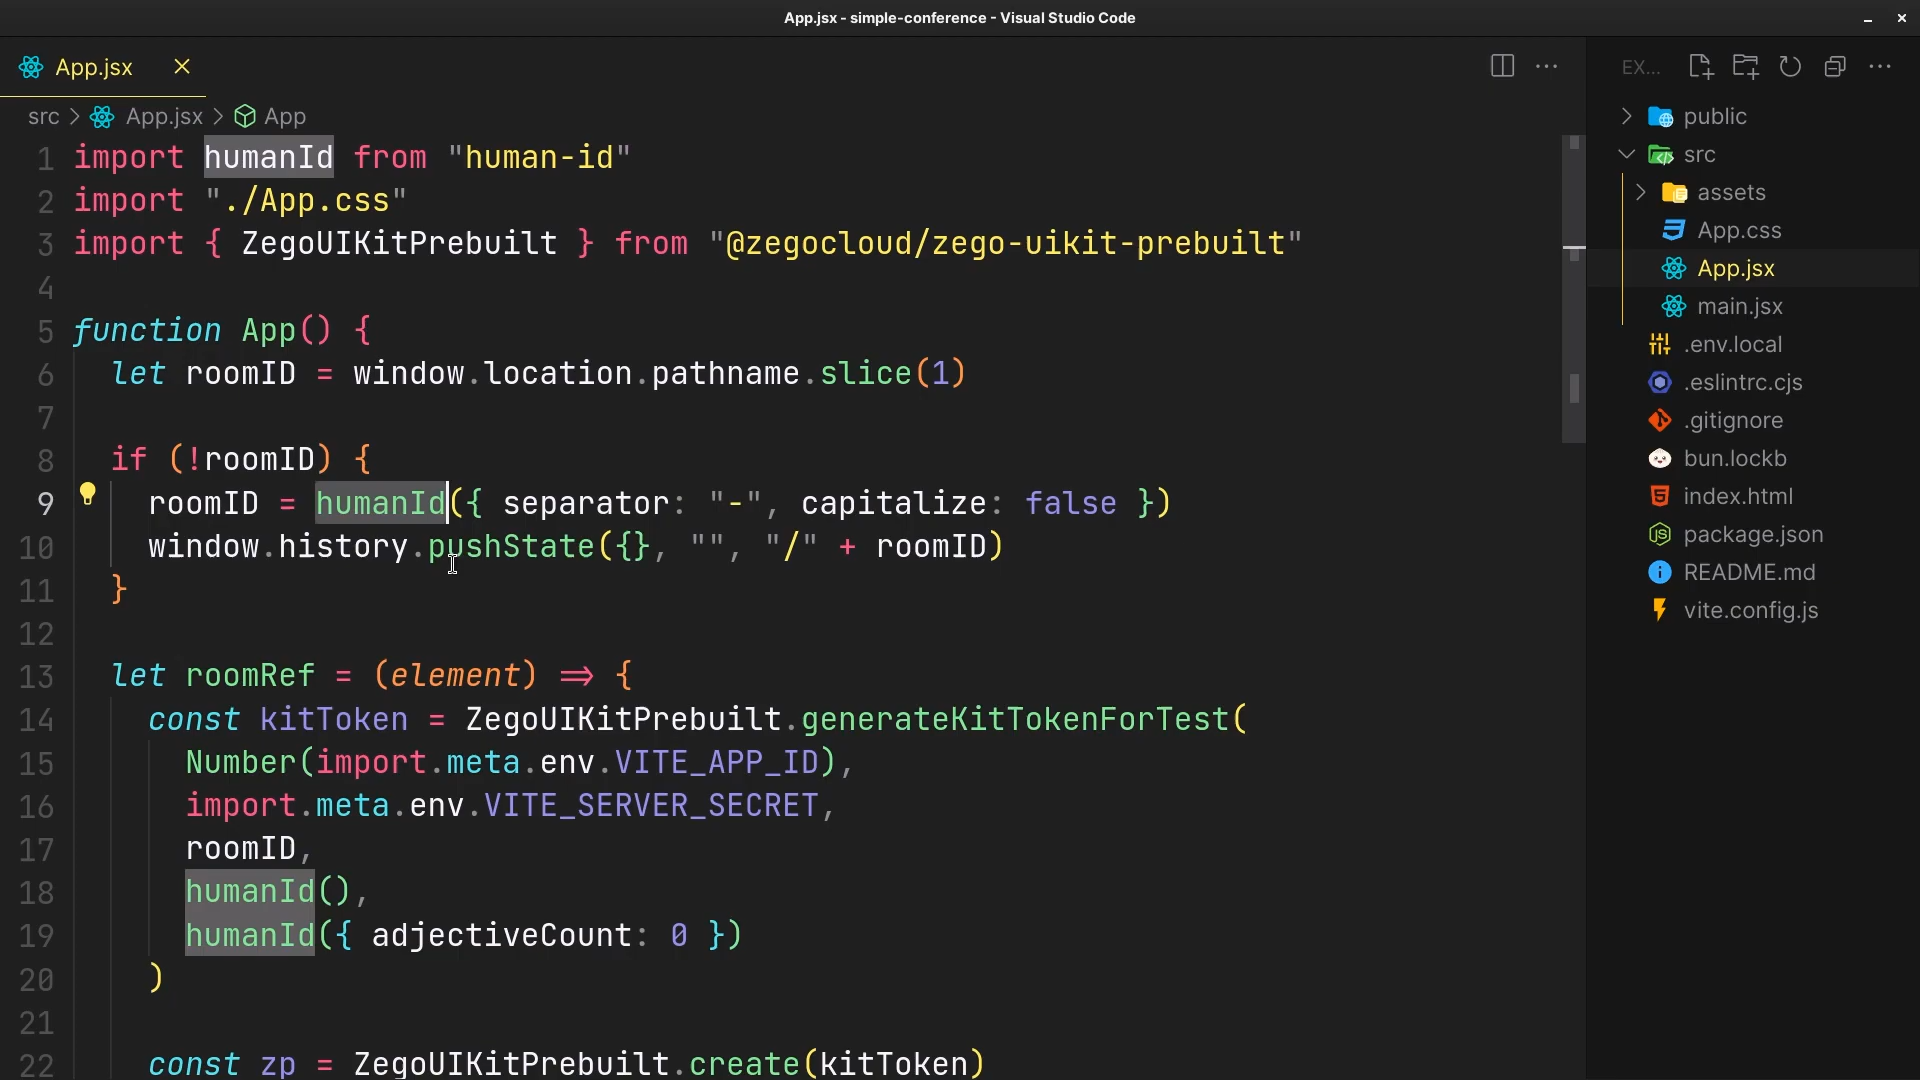 App.jsx - simple-conference - Visual Studio Code
App.jsx
src > App.jsx > App
1 import humanId from "human-id"
2 import "./App.css"
3 import { ZegoUIKitPrebuilt } from "@zegocloud/zego-uikit-prebuilt"
4
5 function App() {
6 let roomID = window.location.pathname.slice(1)
7
8 if (!roomID) {
9 roomID = humanId({ separator: "-", capitalize: false })
10 window.history.pushState({}, "", "/" + roomID)
11 }
12
13 let roomRef = (element) => {
14 const kitToken = ZegoUIKitPrebuilt.generateKitTokenForTest(
15 Number(import.meta.env.VITE_APP_ID),
16 import.meta.env.VITE_SERVER_SECRET,
17 roomID,
18 humanId(),
19 humanId({ adjectiveCount: 0 })
20 )
21
22 const zp = ZegoUIKitPrebuilt.create(kitToken)
EX...
public
src
assets
App.css
App.jsx
main.jsx
.env.local
.eslintrc.cjs
.gitignore
bun.lockb
index.html
package.json
README.md
vite.config.js